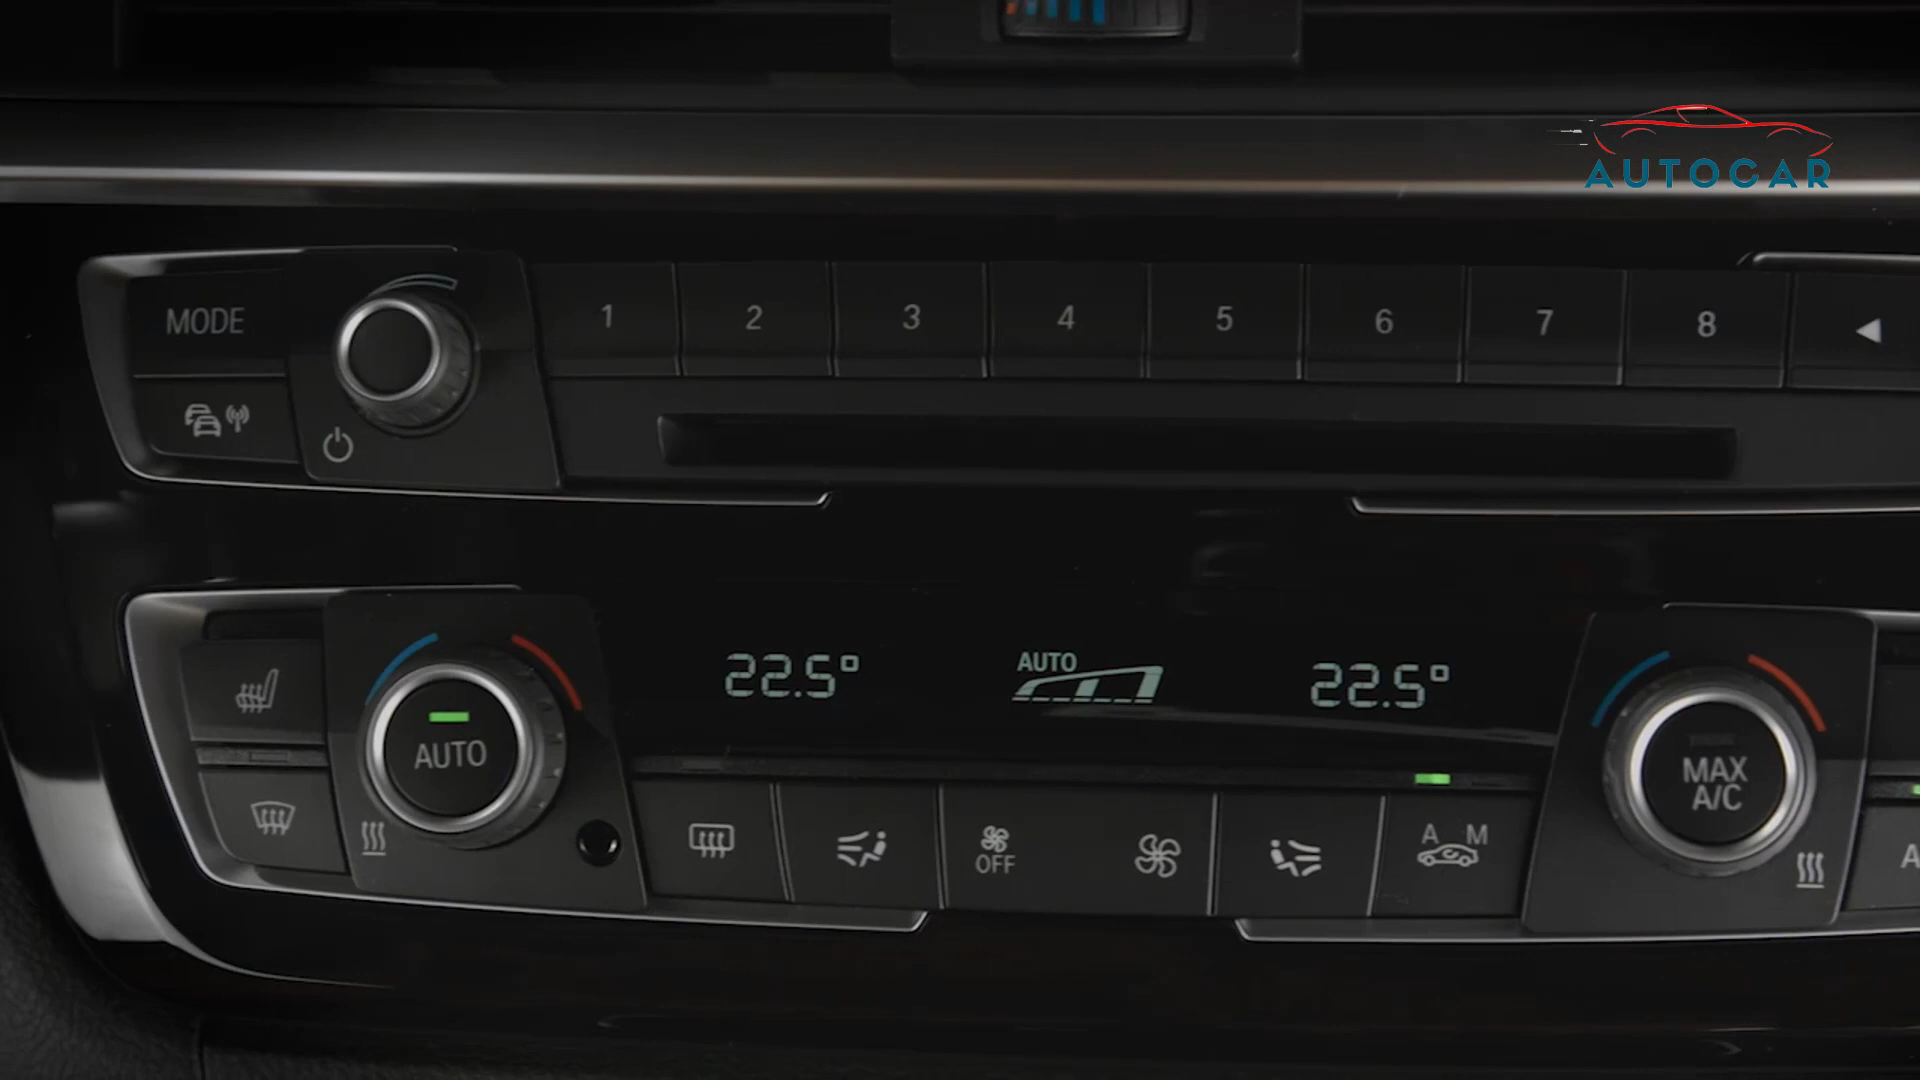 AUTOCAR
MODE
1 2 3 4 5 6 7 8
22.5° AUTO 22.5°
AUTO
MAX
A/C
A M
OFF
A